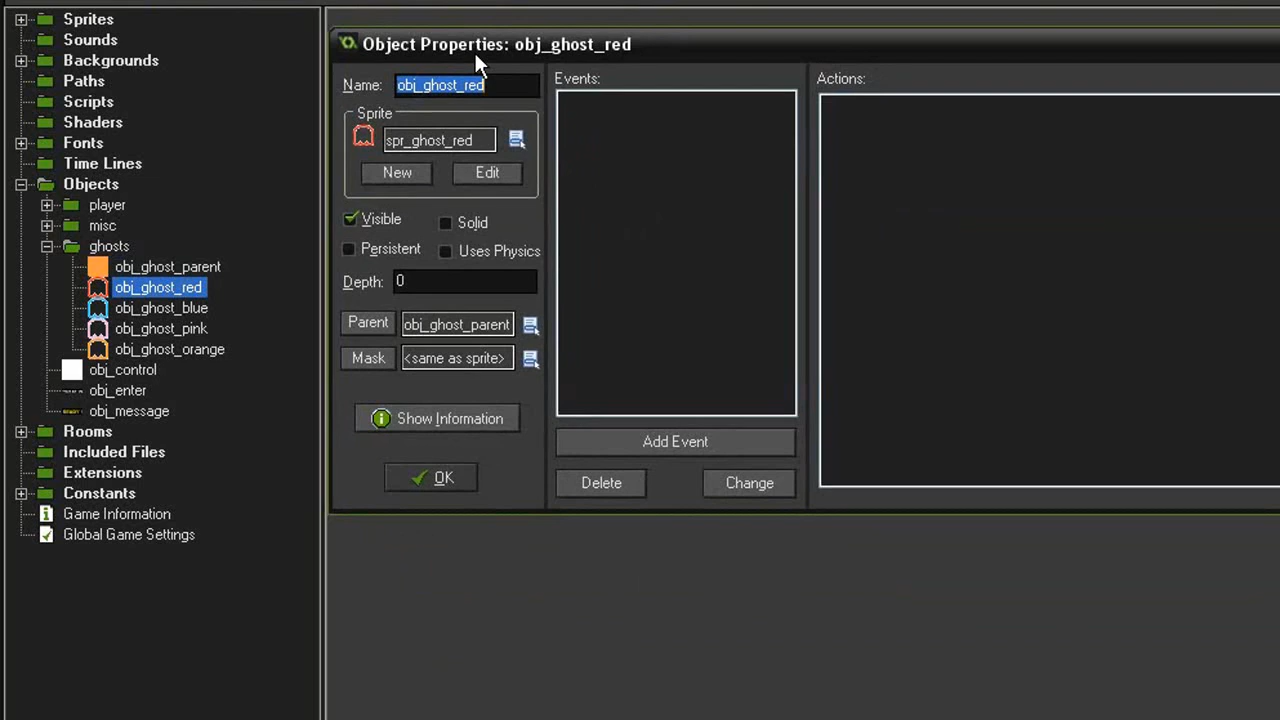 Sprites
Sounds
Backgrounds
Paths
Scripts
Shaders
Fonts
Time Lines
Objects
player
misc
ghosts
obj_ghost_parent
obj_ghost_red
obj_ghost_blue
obj_ghost_pink
obj_ghost_orange
obj_control
obj_enter
obj_message
Rooms
Included Files
Extensions
Constants
Game Information
Global Game Settings
Object Properties: obj_ghost_red
Name: obj_ghost_red
Sprite
spr_ghost_red
New Edit
Visible Solid
Persistent Uses Physics
Depth: 0
Parent obj_ghost_parent
Mask <same as sprite>
Show Information
OK
Events:
Add Event
Delete Change
Actions: